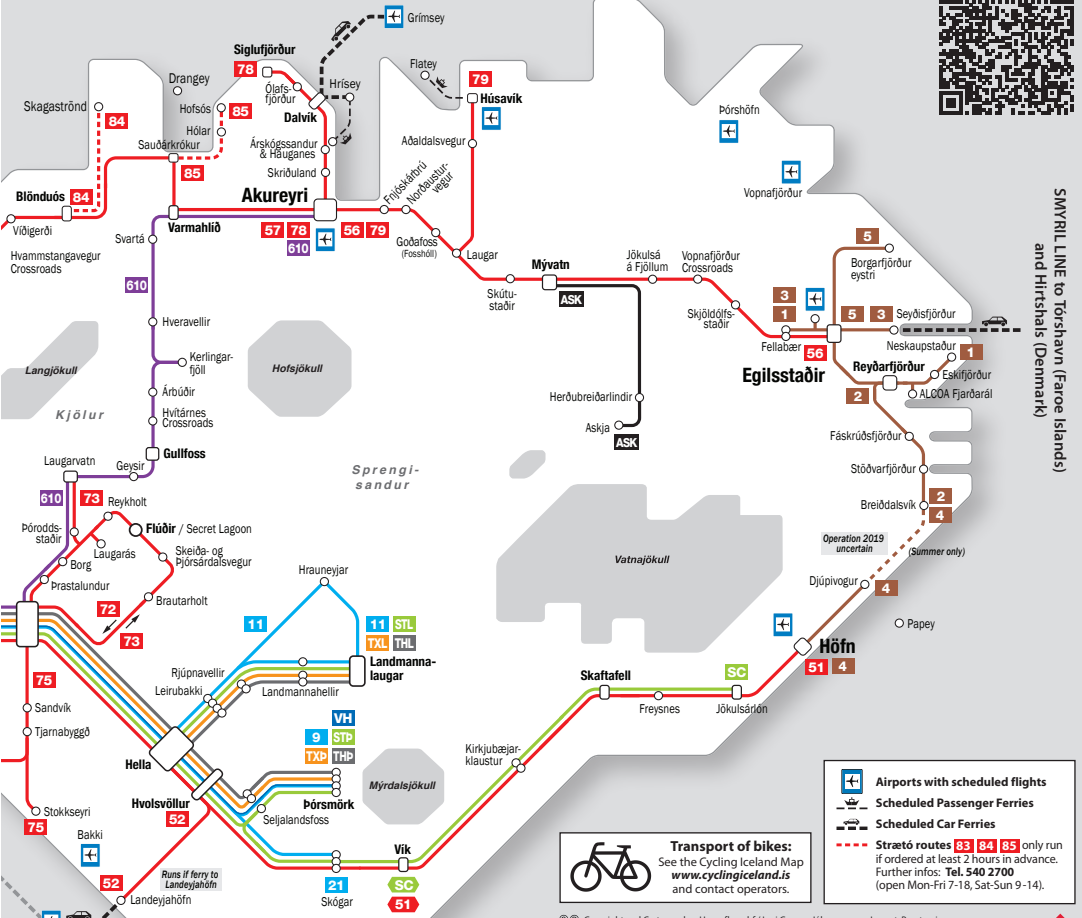 Grímsey
Siglufjörður
78
Ólafs-
fjörður
Dalvík
Hrísey
Flatey
79
Húsavík
Drangey
Skagaströnd
84
Hofsós
85
Hólar
Sauðárkrókur
85
Árskógssandur
& Hauganes
Skriðuland
Aðaldalsvegur
Þórshöfn
Vopnafjörður
Blönduós
84
Víðigerði
Hvammstangavegur
Crossroads
Varmahlíð
Svartá
Akureyri
57 78
610
56 79
Fnjóskárbrú
Norðaustur-
vegur
Goðafoss
(Fosshóll)
Laugar
Skútu-
staðir
Mývatn
ASK
Jökulsá
á Fjöllum
Vopnafjörður
Crossroads
Skjöldólfs-
staðir
5
Borgarfjörður
eystri
3
1
5 3
Seyðisfjörður
Fellabær
56
Egilsstaðir
Neskaupstaður
1
Reyðarfjörður
Eskifjörður
ALCOA Fjarðarál
2
Fáskrúðsfjörður
Stöðvarfjörður
Breiðdalsvík
2
4
Operation 2019
uncertain
(Summer only)
Djúpivogur
4
Papey
Höfn
51 4
SMYRIL LINE to Tórshavn (Faroe Islands)
and Hirtshals (Denmark)
610
Hveravellir
Kerlingar-
fjöll
Árbúðir
Hvítárnes
Crossroads
Gullfoss
Geysir
Laugarvatn
Langjökull
Kjölur
Hofsjökull
Sprengi-
sandur
Herðubreiðarlindir
Askja
ASK
Vatnajökull
610 73
Reykholt
Þórodds-
staðir
Flúðir / Secret Lagoon
Laugarás
Borg
Þrastalundur
Skeiða- og
Þjórsárdalsvegur
Brautarholt
72
73
75
Sandvík
Tjarnabyggð
Stokkseyri
75
Hrauneyjar
11
11 STL
TXL THL
Landmanna-
laugar
Landmannahellir
Rjúpnavellir
Leirubakki
Hella
VH
9 STÞ
TXÞ THÞ
Þórsmörk
Mýrdalsjökull
Hvolsvöllur
52
Seljalandsfoss
Bakki
52
Runs if ferry to
Landeyjahöfn
Landeyjahöfn
21
Skógar
Vík
SC
51
Kirkjubæjar-
klaustur
Skaftafell
Freysnes
SC
Jökulsárlón
Transport of bikes:
See the Cycling Iceland Map
www.cyclingiceland.is
and contact operators.
Airports with scheduled flights
Scheduled Passenger Ferries
Scheduled Car Ferries
Strætó routes 83 84 85 only run
if ordered at least 2 hours in advance.
Further infos: Tel. 540 2700
(open Mon-Fri 7-18, Sat-Sun 9-14).